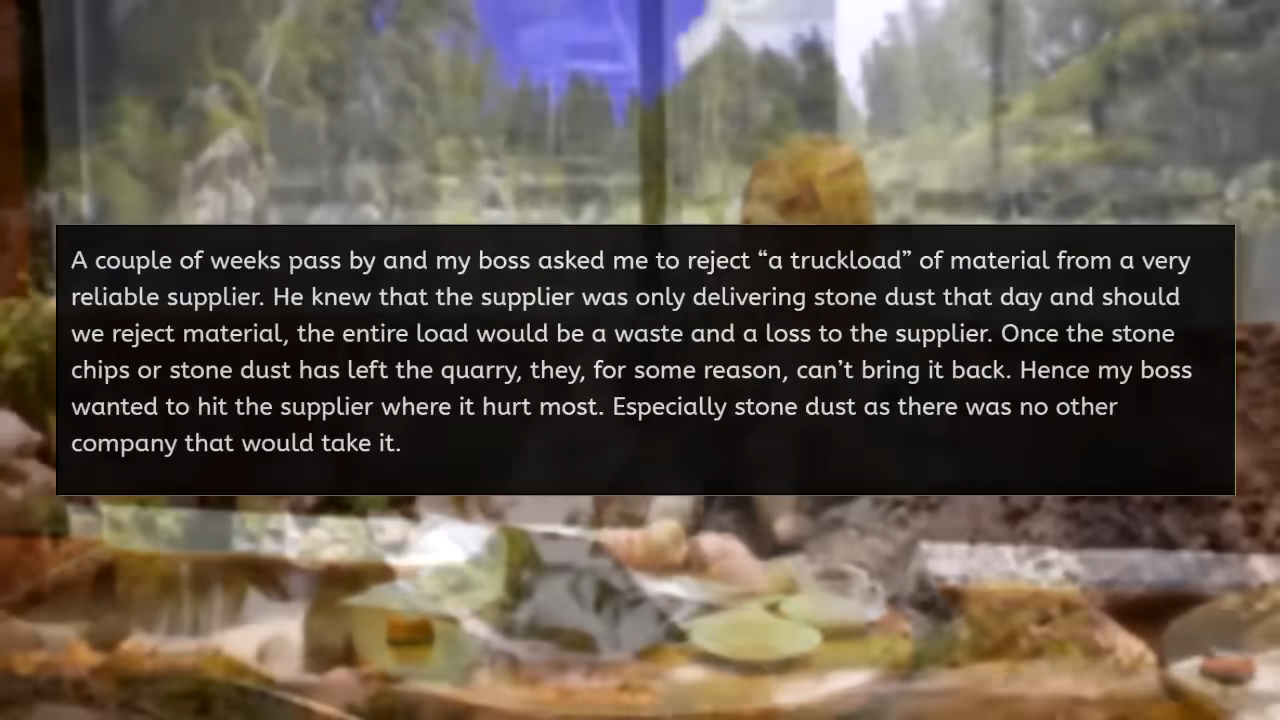 A couple of weeks pass by and my boss asked me to reject “a truckload” of material from a very
reliable supplier. He knew that the supplier was only delivering stone dust that day and should
we reject material, the entire load would be a waste and a loss to the supplier. Once the stone
chips or stone dust has left the quarry, they, for some reason, can’t bring it back. Hence my boss
wanted to hit the supplier where it hurt most. Especially stone dust as there was no other
company that would take it.